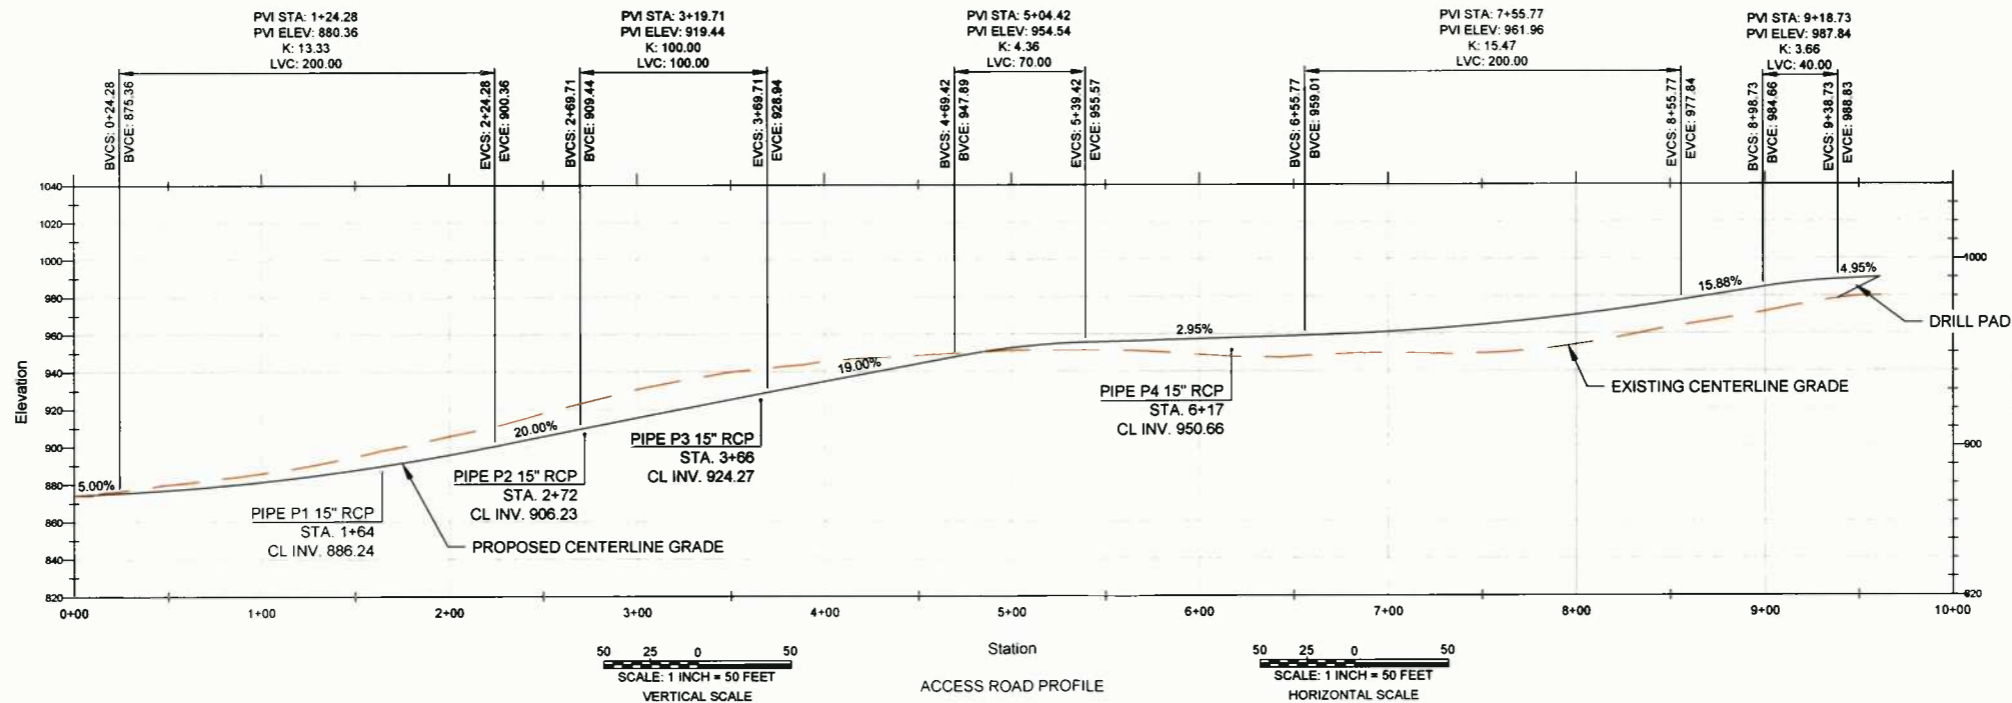 PVI STA: 1+24.28
PVI ELEV: 880.36
K: 13.33
LVC: 200.00
PVI STA: 3+19.71
PVI ELEV: 919.44
K: 100.00
LVC: 100.00
PVI STA: 5+04.42
PVI ELEV: 954.54
K: 4.36
LVC: 70.00
PVI STA: 7+55.77
PVI ELEV: 961.96
K: 15.47
LVC: 200.00
PVI STA: 9+18.73
PVI ELEV: 987.84
K: 3.66
LVC: 40.00
BVCS: 0+24.28
BVCE: 875.36
EVCS: 2+24.28
EVCE: 900.36
BVCS: 2+69.71
BVCE: 909.44
EVCS: 3+69.71
EVCE: 928.94
BVCS: 4+69.42
BVCE: 947.89
EVCS: 5+39.42
EVCE: 955.57
BVCS: 6+55.77
BVCE: 959.01
EVCS: 8+55.77
EVCE: 977.84
BVCS: 8+98.73
BVCE: 984.66
EVCS: 9+38.73
EVCE: 988.83
1040
1020
1000
980
960
940
920
900
880
860
840
820
Elevation
1000
900
820
5.00%
20.00%
19.00%
2.95%
15.88%
4.95%
DRILL PAD
EXISTING CENTERLINE GRADE
PIPE P4 15" RCP
STA. 6+17
CL INV. 950.66
PIPE P3 15" RCP
STA. 3+66
CL INV. 924.27
PIPE P2 15" RCP
STA. 2+72
CL INV. 906.23
PIPE P1 15" RCP
STA. 1+64
CL INV. 886.24
PROPOSED CENTERLINE GRADE
0+00
1+00
2+00
3+00
4+00
5+00
6+00
7+00
8+00
9+00
10+00
Station
50 25 0 50
SCALE: 1 INCH = 50 FEET
VERTICAL SCALE
ACCESS ROAD PROFILE
50 25 0 50
SCALE: 1 INCH = 50 FEET
HORIZONTAL SCALE